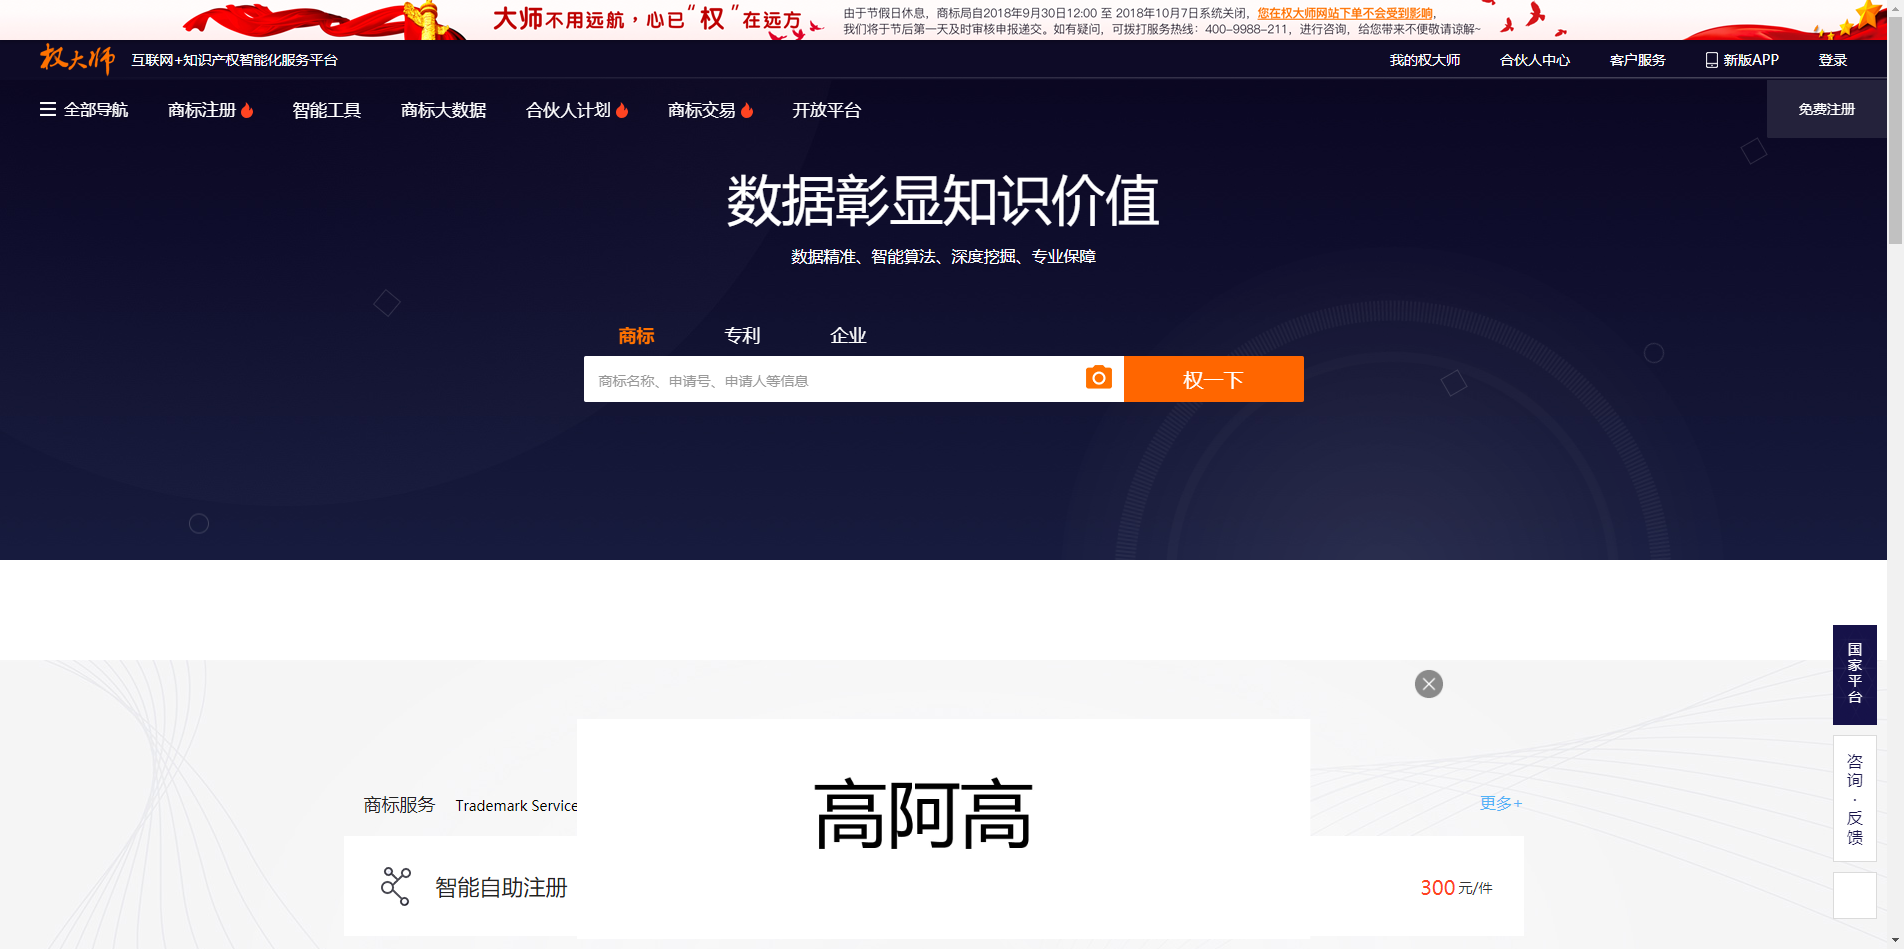 大师不用远航，心已“权”在远方
由于节假日休息，商标局自2018年9月30日12:00 至 2018年10月7日系统关闭，您在权大师网站下单不会受到影响，
我们将于节后第一天及时审核申报递交。如有疑问，可拨打服务热线：400-9988-211，进行咨询，给您带来不便敬请谅解~
权大师 互联网+知识产权智能化服务平台 我的权大师 合伙人中心 客户服务 新版APP 登录
全部导航 商标注册 智能工具 商标大数据 合伙人计划 商标交易 开放平台 免费注册
数据彰显知识价值
数据精准、智能算法、深度挖掘、专业保障
商标 专利 企业
商标名称、申请号、申请人等信息 权一下
国家平台
咨询·反馈
高阿高
商标服务 Trademark Service 更多+
智能自助注册 300 元/件